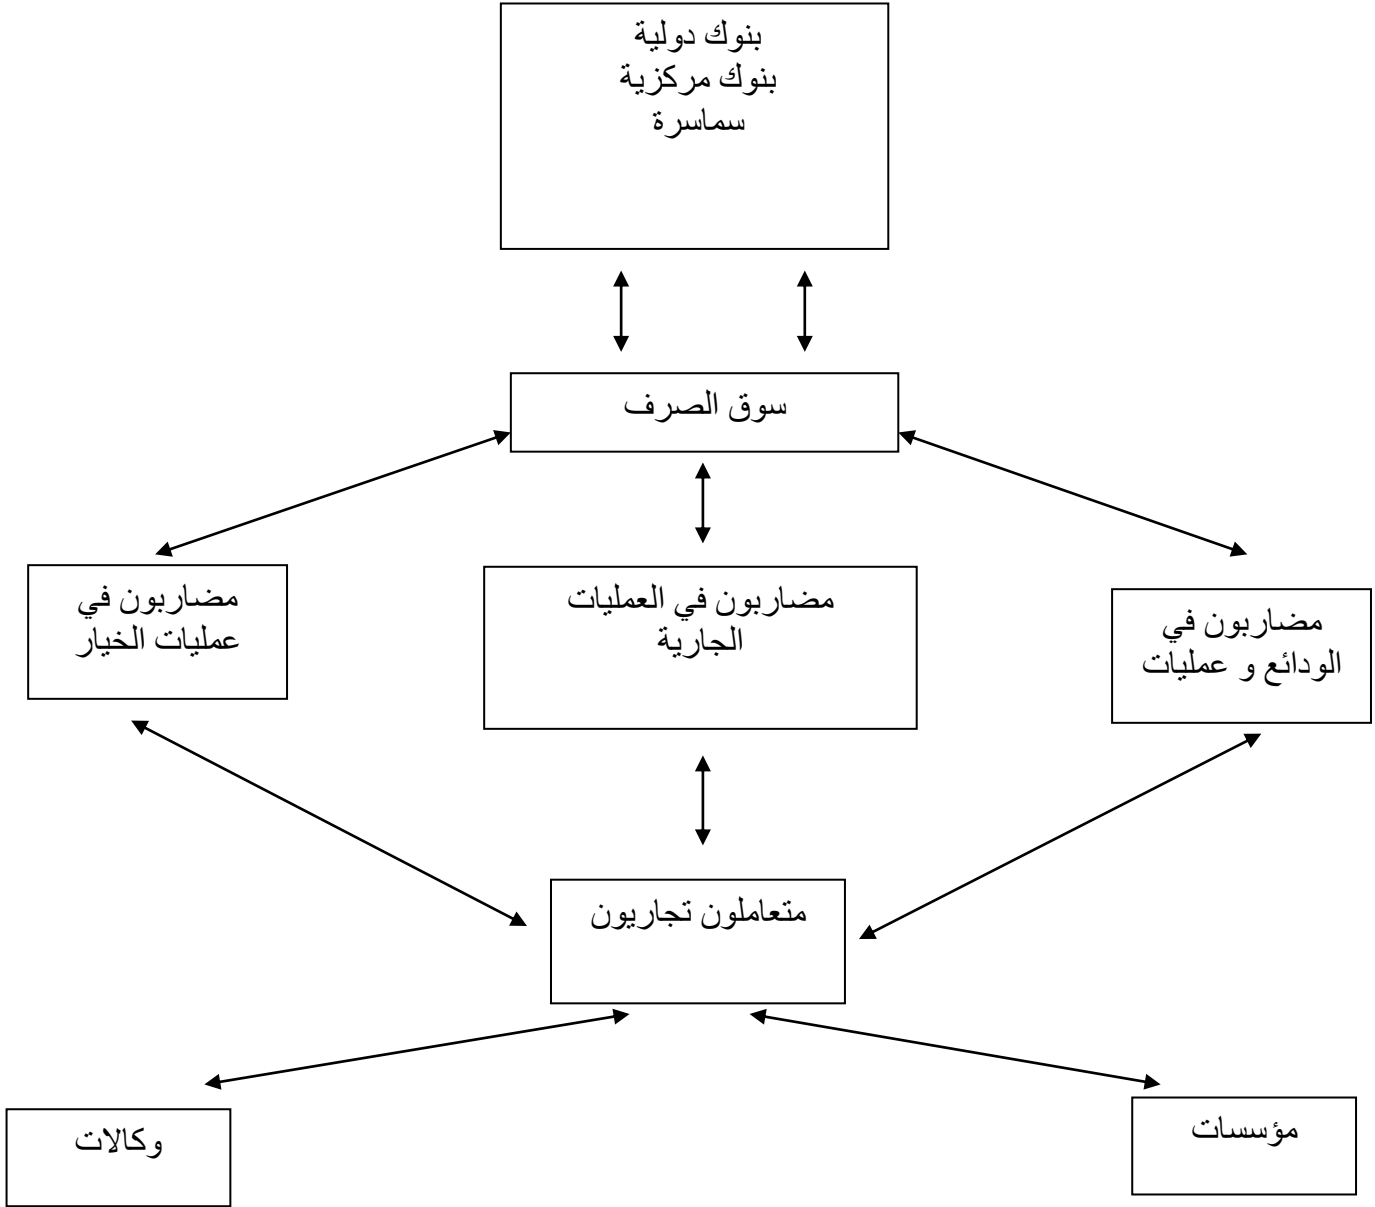 بنوك دولية
بنوك مركزية
سماسرة
سوق الصرف
مضاربون في
الودائع و عمليات
مضاربون في العمليات
الجارية
مضاربون في
عمليات الخيار
متعاملون تجاريون
مؤسسات
وكالات